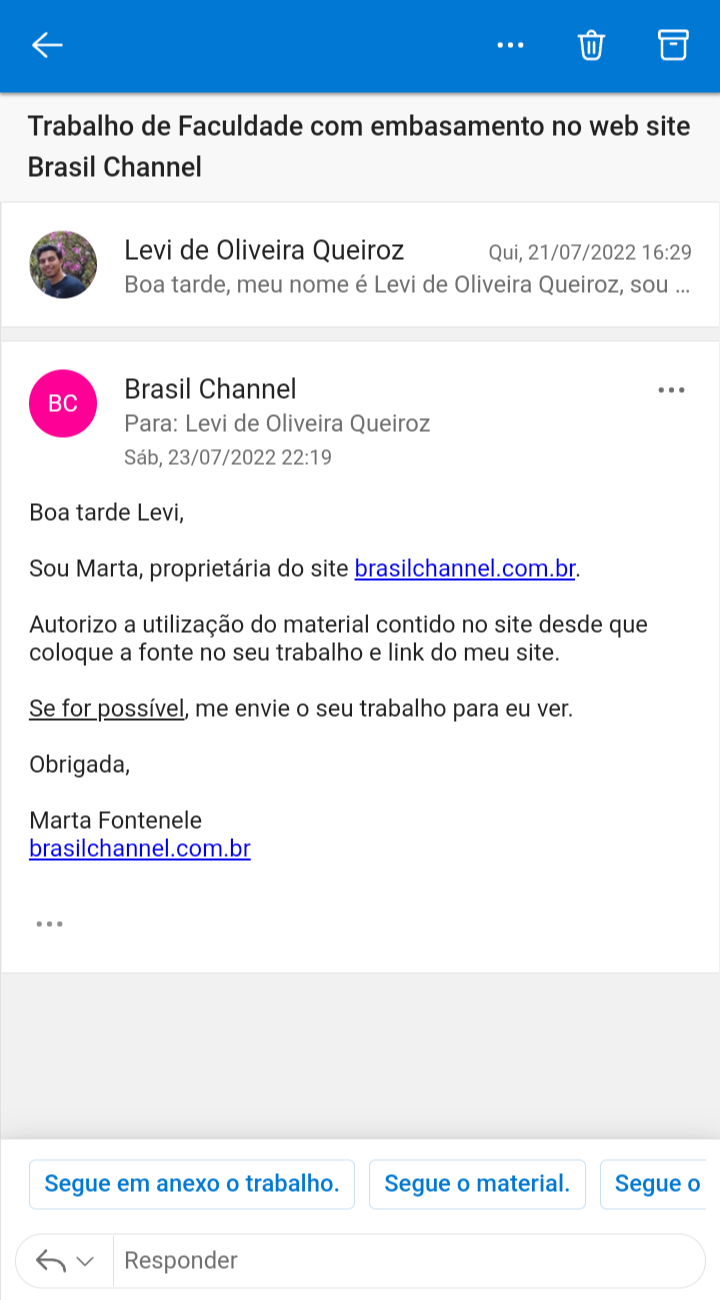 Trabalho de Faculdade com embasamento no web site
Brasil Channel
Levi de Oliveira Queiroz
Qui, 21/07/2022 16:29
Boa tarde, meu nome é Levi de Oliveira Queiroz, sou ...
BC
Brasil Channel
Para: Levi de Oliveira Queiroz
Sáb, 23/07/2022 22:19
Boa tarde Levi,
Sou Marta, proprietária do site brasilchannel.com.br.
Autorizo a utilização do material contido no site desde que
coloque a fonte no seu trabalho e link do meu site.
Se for possível, me envie o seu trabalho para eu ver.
Obrigada,
Marta Fontenele
brasilchannel.com.br
Segue em anexo o trabalho.
Segue o material.
Segue o
Responder